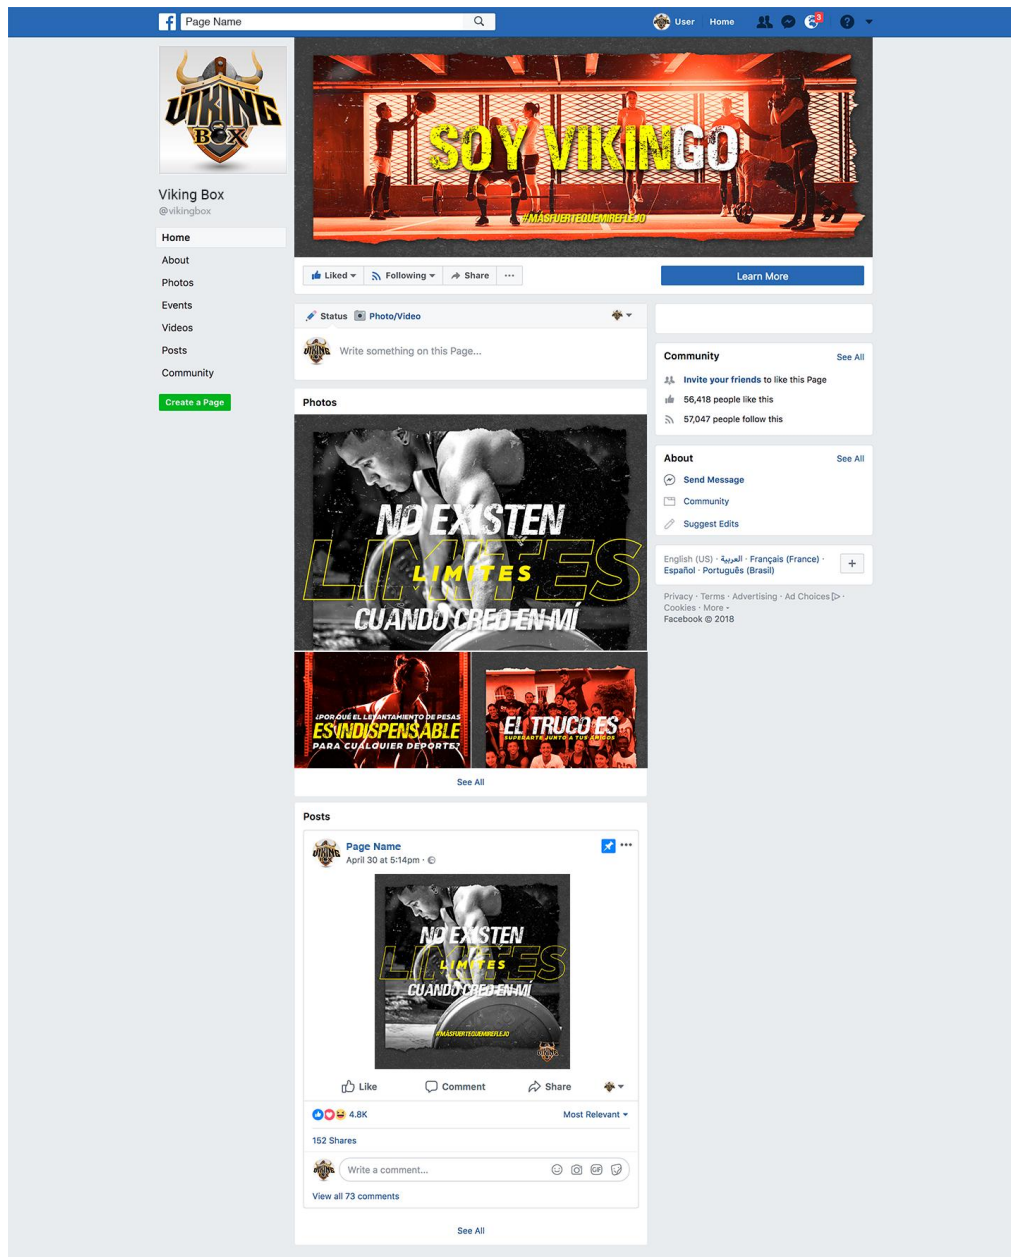 Page Name
User
Home
3
VIKING
BOX
Viking Box
@vikingbox
Home
About
Photos
Events
Videos
Posts
Community
Create a Page
SOY VIKINGO
#MÁSFUERTEQUEMIREFLEJO
Liked
Following
Share
Learn More
Status
Photo/Video
Write something on this Page...
Photos
NO EXISTEN
LIMITES
LIMITES
CUANDO CREO EN MÍ
¿POR QUÉ EL LEVANTAMIENTO DE PESAS
ES INDISPENSABLE
PARA CUALQUIER DEPORTE?
EL TRUCO ES
SUPERARTE JUNTO A TUS AMIGOS
See All
Community
See All
Invite your friends to like this Page
56,418 people like this
57,047 people follow this
About
See All
Send Message
Community
Suggest Edits
English (US) · العربية · Français (France) ·
Español · Português (Brasil)
Privacy · Terms · Advertising · Ad Choices ·
Cookies · More
Facebook © 2018
Posts
Page Name
April 30 at 5:14pm ·
NO EXISTEN
LIMITES
LIMITES
CUANDO CREO EN MÍ
#MÁSFUERTEQUEMIREFLEJO
VIKING
Like
Comment
Share
4.8K
Most Relevant
152 Shares
Write a comment...
GIF
View all 73 comments
See All